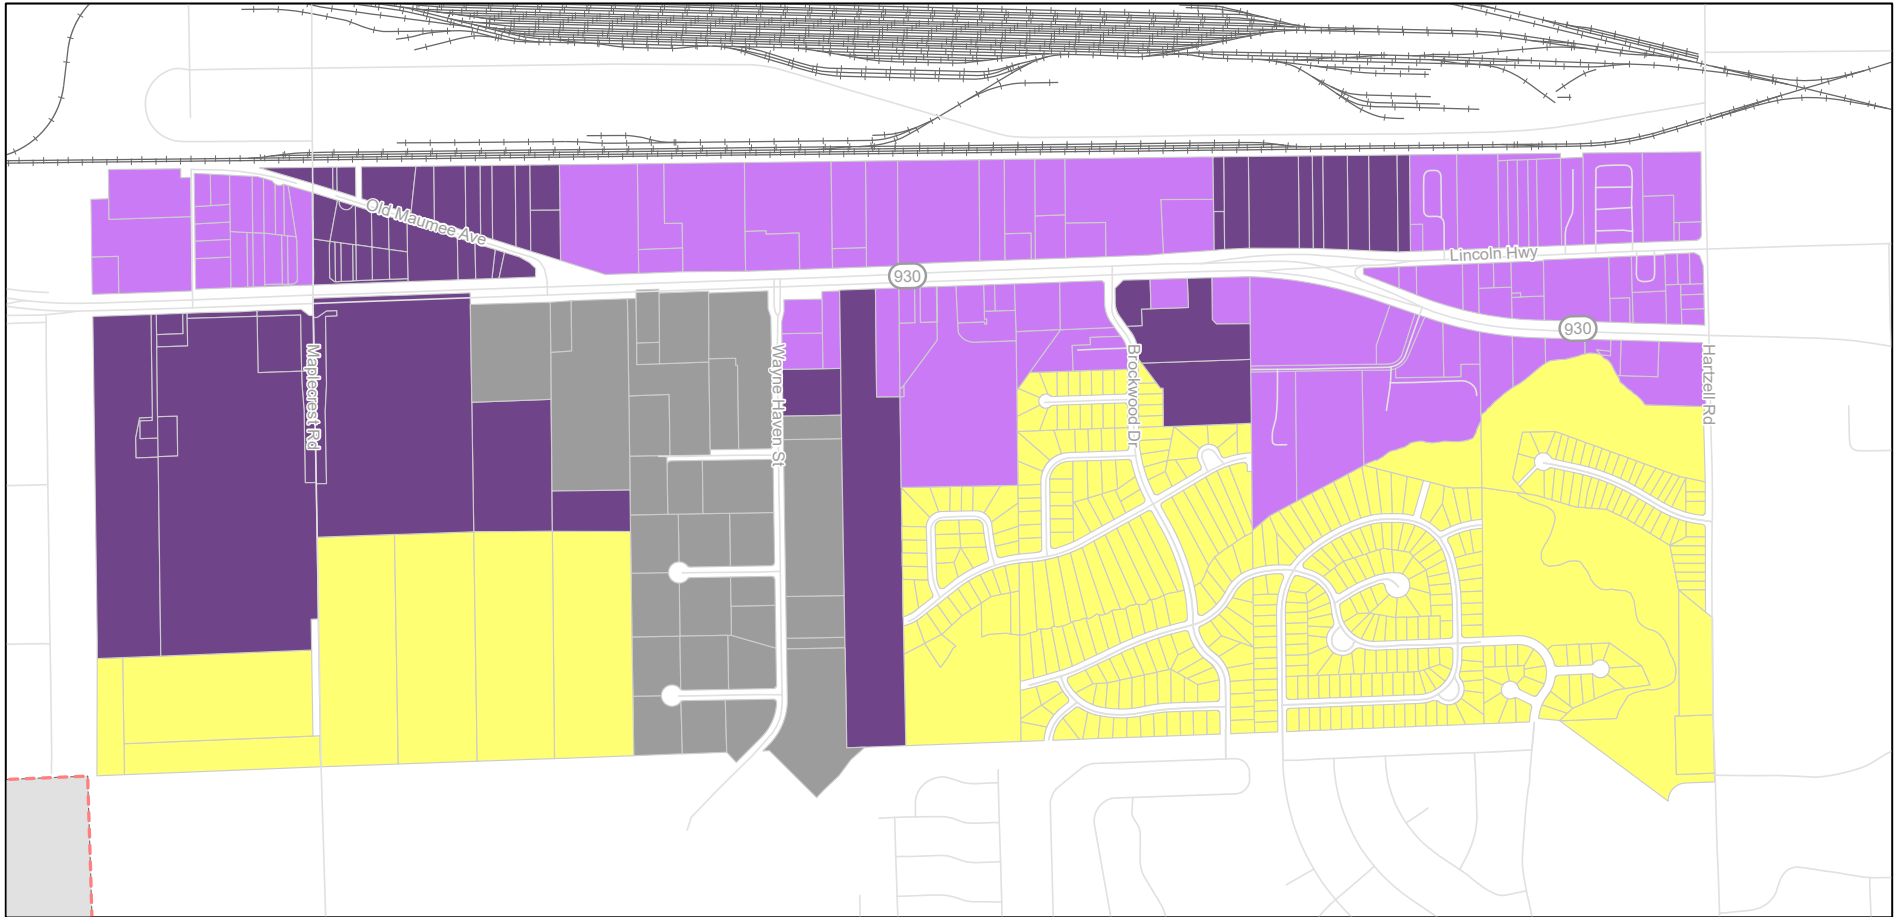 Old Maumee Ave
Lincoln Hwy
930
930
Maplecrest Rd
Wayne Haven St
Brockwood Dr
Hartzell Rd